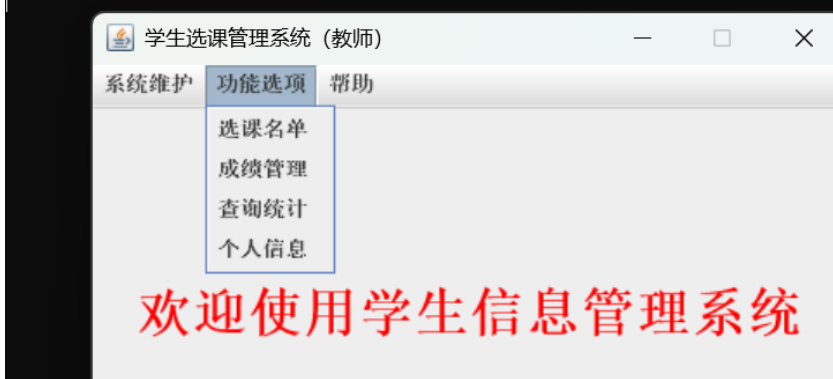 学生选课管理系统（教师）
系统维护 功能选项 帮助
选课名单
成绩管理
查询统计
个人信息
欢迎使用学生信息管理系统